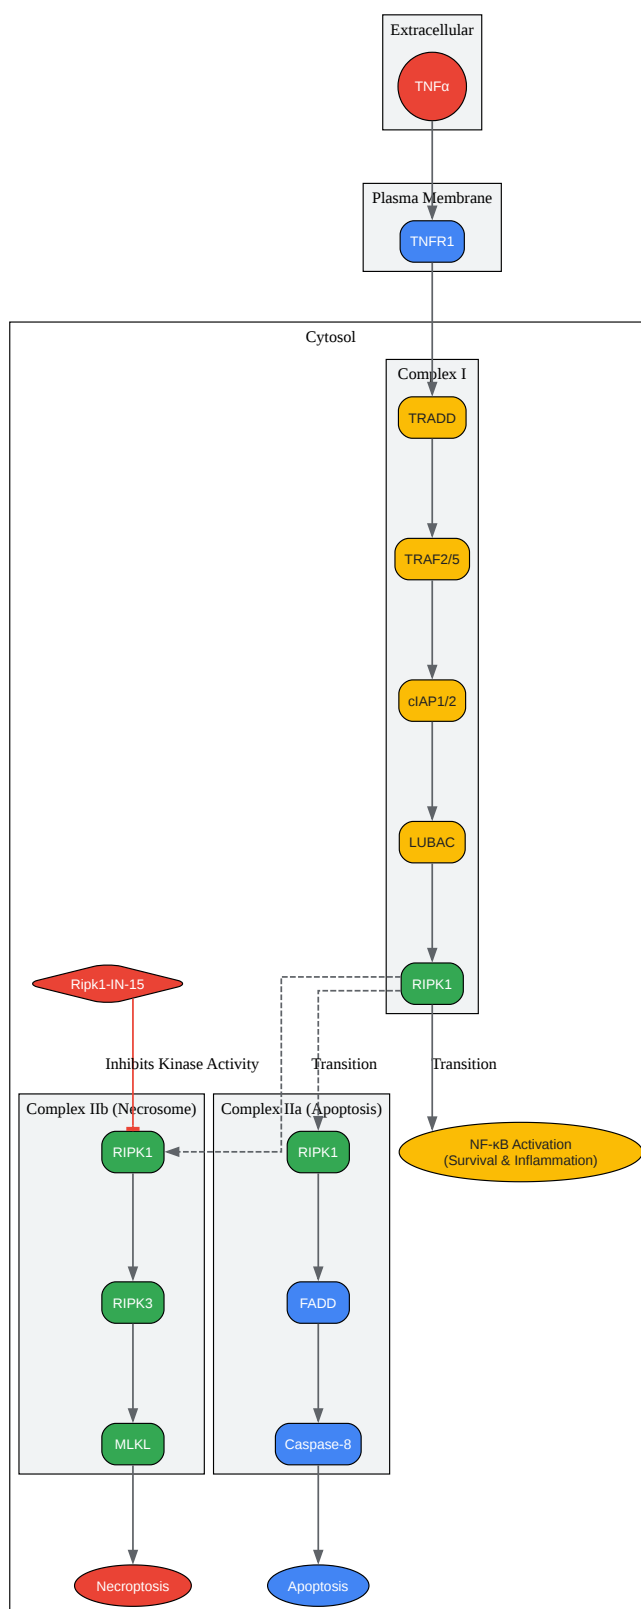 Extracellular
TNFα
Plasma Membrane
TNFR1
Cytosol
Complex I
TRADD
TRAF2/5
cIAP1/2
LUBAC
Ripk1-IN-15
RIPK1
Inhibits Kinase Activity
Transition
Transition
Complex IIb (Necrosome)
Complex IIa (Apoptosis)
RIPK1
RIPK1
NF-κB Activation
(Survival & Inflammation)
RIPK3
FADD
MLKL
Caspase-8
Necroptosis
Apoptosis